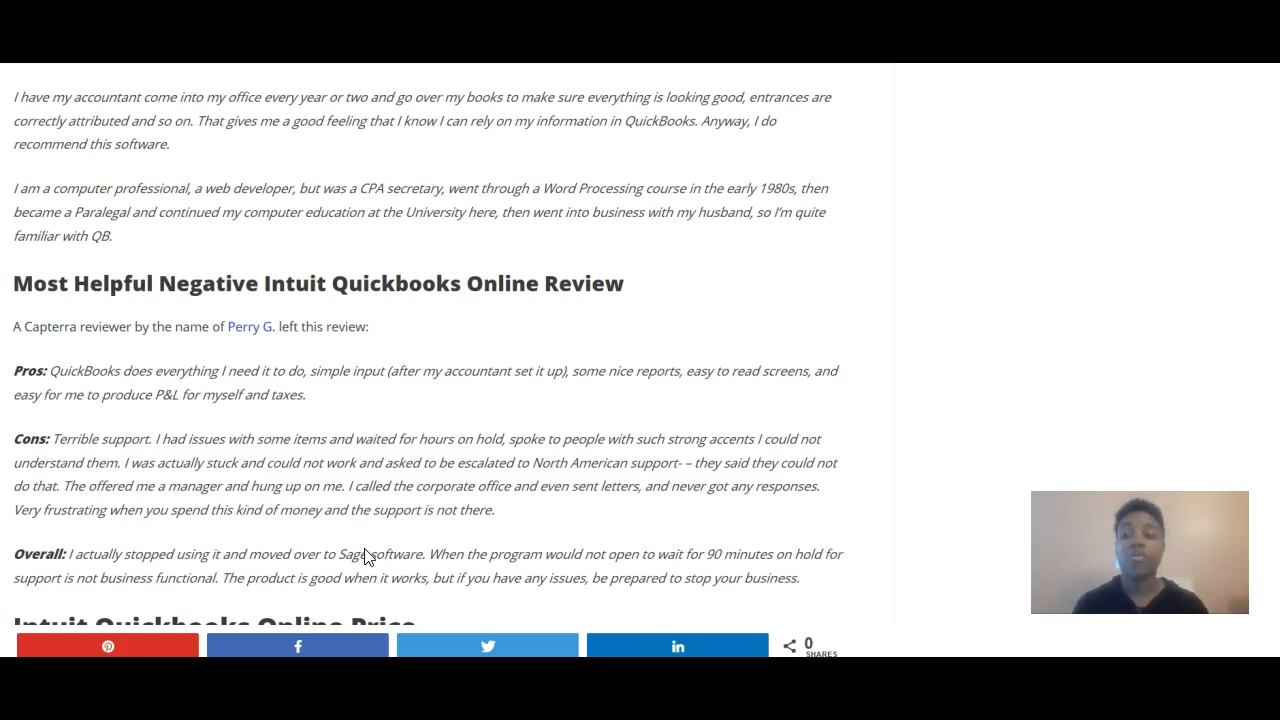 I have my accountant come into my office every year or two and go over my books to make sure everything is looking good, entrances are
correctly attributed and so on. That gives me a good feeling that I know I can rely on my information in QuickBooks. Anyway, I do
recommend this software.
I am a computer professional, a web developer, but was a CPA secretary, went through a Word Processing course in the early 1980s, then
became a Paralegal and continued my computer education at the University here, then went into business with my husband, so I'm quite
familiar with QB.
Most Helpful Negative Intuit Quickbooks Online Review
A Capterra reviewer by the name of Perry G. left this review:
Pros: QuickBooks does everything I need it to do, simple input (after my accountant set it up), some nice reports, easy to read screens, and
easy for me to produce P&L for myself and taxes.
Cons: Terrible support. I had issues with some items and waited for hours on hold, spoke to people with such strong accents I could not
understand them. I was actually stuck and could not work and asked to be escalated to North American support- – they said they could not
do that. The offered me a manager and hung up on me. I called the corporate office and even sent letters, and never got any responses.
Very frustrating when you spend this kind of money and the support is not there.
Overall: I actually stopped using it and moved over to Sage software. When the program would not open to wait for 90 minutes on hold for
support is not business functional. The product is good when it works, but if you have any issues, be prepared to stop your business.
Intuit Quickbooks Online Price
0
SHARES